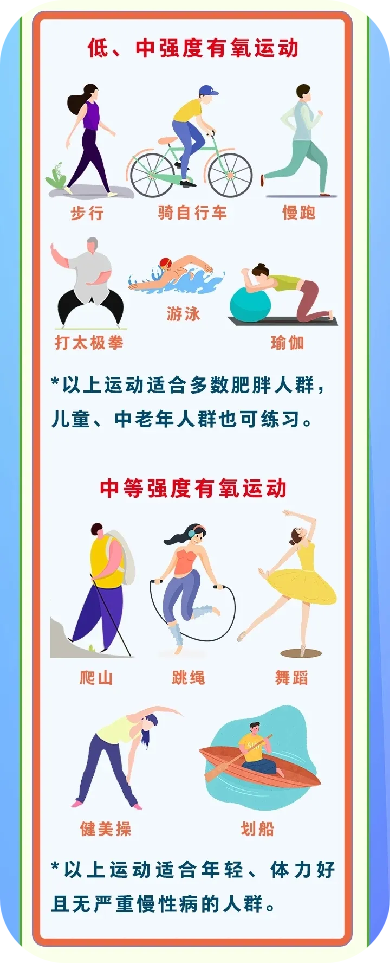 低、中强度有氧运动
步行 骑自行车 慢跑
打太极拳 游泳 瑜伽
*以上运动适合多数肥胖人群，
儿童、中老年人群也可练习。
中等强度有氧运动
爬山 跳绳 舞蹈
健美操 划船
*以上运动适合年轻、体力好
且无严重慢性病的人群。